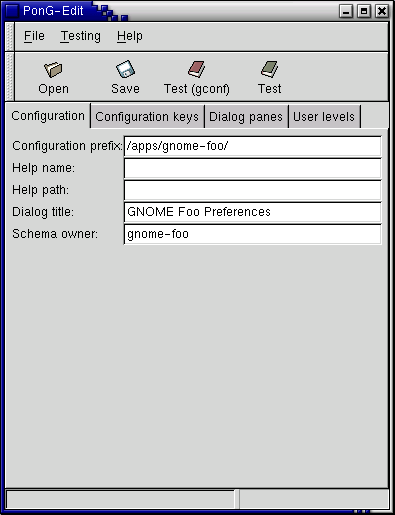 PonG-Edit
File Testing Help
Open Save Test (gconf) Test
Configuration Configuration keys Dialog panes User levels
Configuration prefix: /apps/gnome-foo/
Help name:
Help path:
Dialog title: GNOME Foo Preferences
Schema owner: gnome-foo